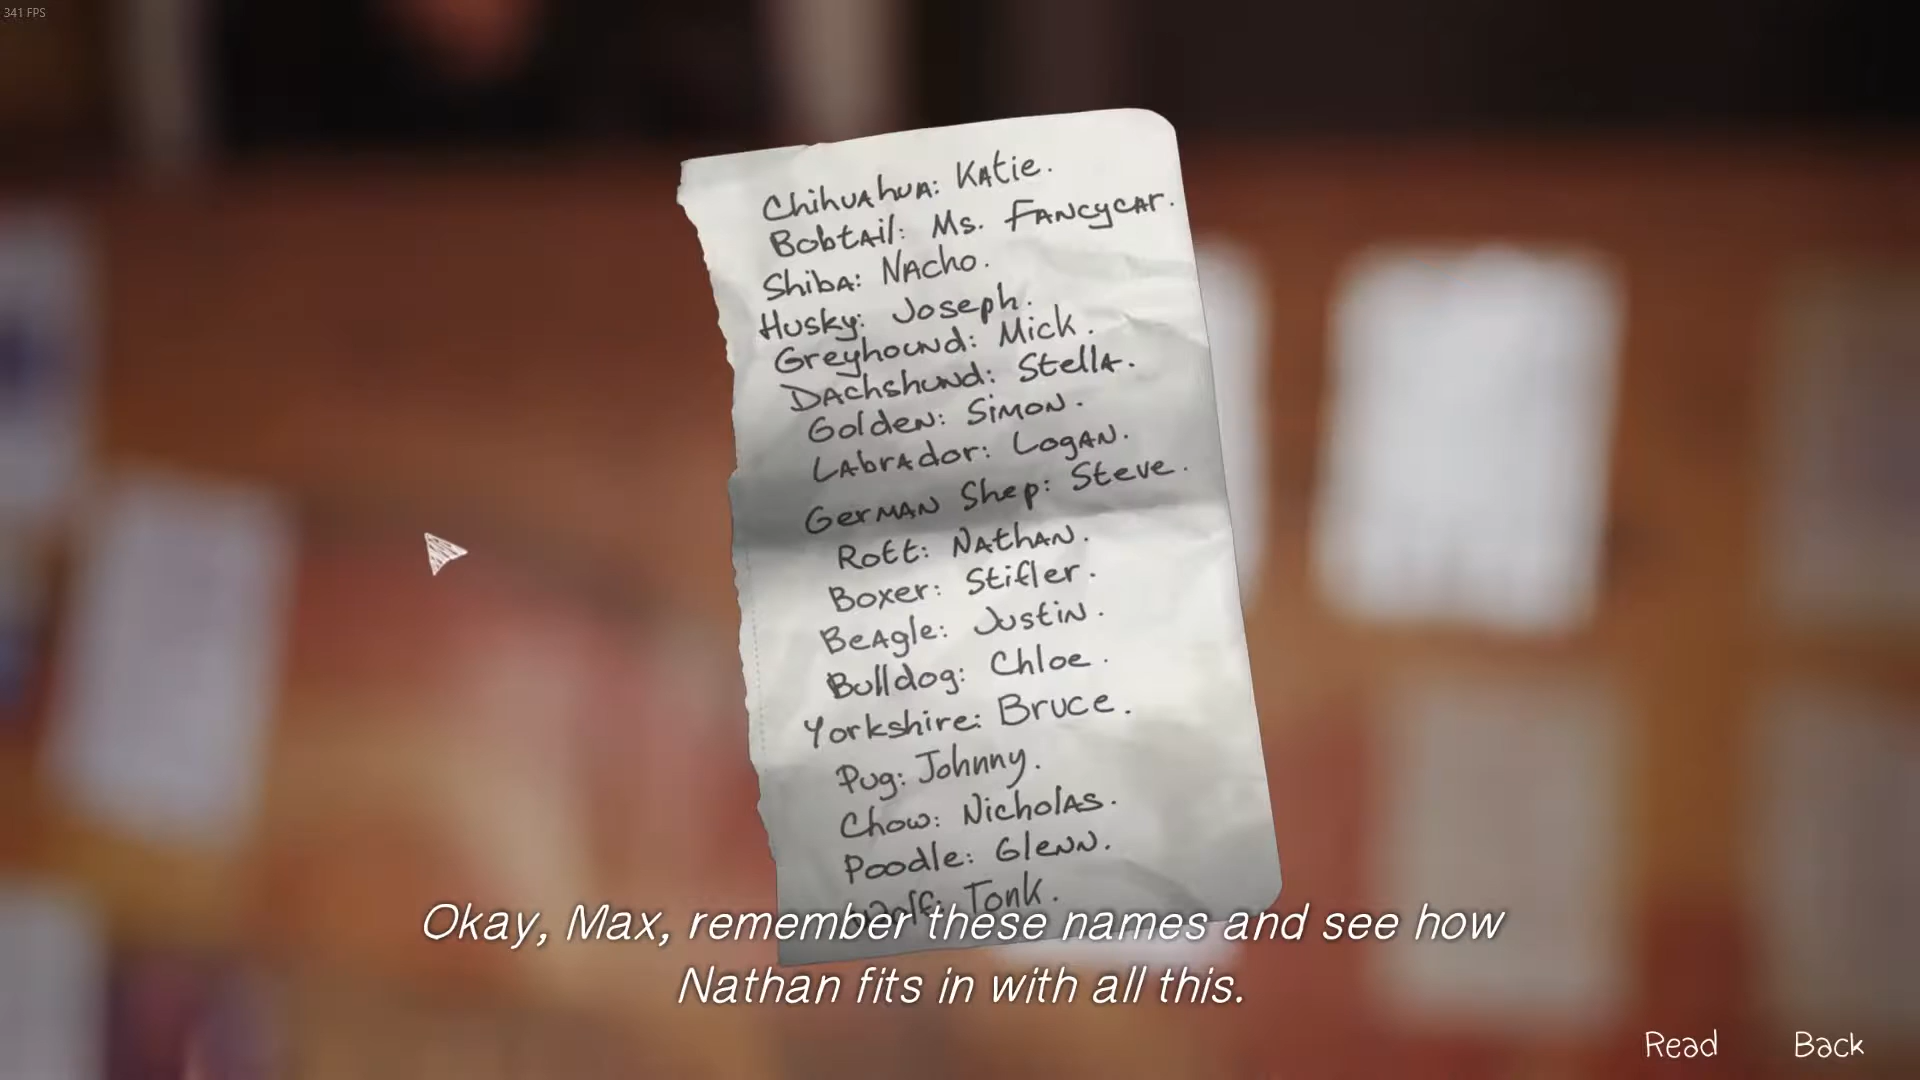 341 FPS
Chihuahua: Katie.
Bobtail: Ms. Fancycar.
Shiba: Nacho.
Husky: Joseph.
Greyhound: Mick.
Dachshund: Stella.
Golden: Simon.
Labrador: Logan.
German Shep: Steve.
Rott: Nathan.
Boxer: Stifler.
Beagle: Justin.
Bulldog: Chloe.
Yorkshire: Bruce.
Pug: Johnny.
Chow: Nicholas.
Poodle: Glenn.
Wolf: Tonk.
Okay, Max, remember these names and see how
Nathan fits in with all this.
Read Back